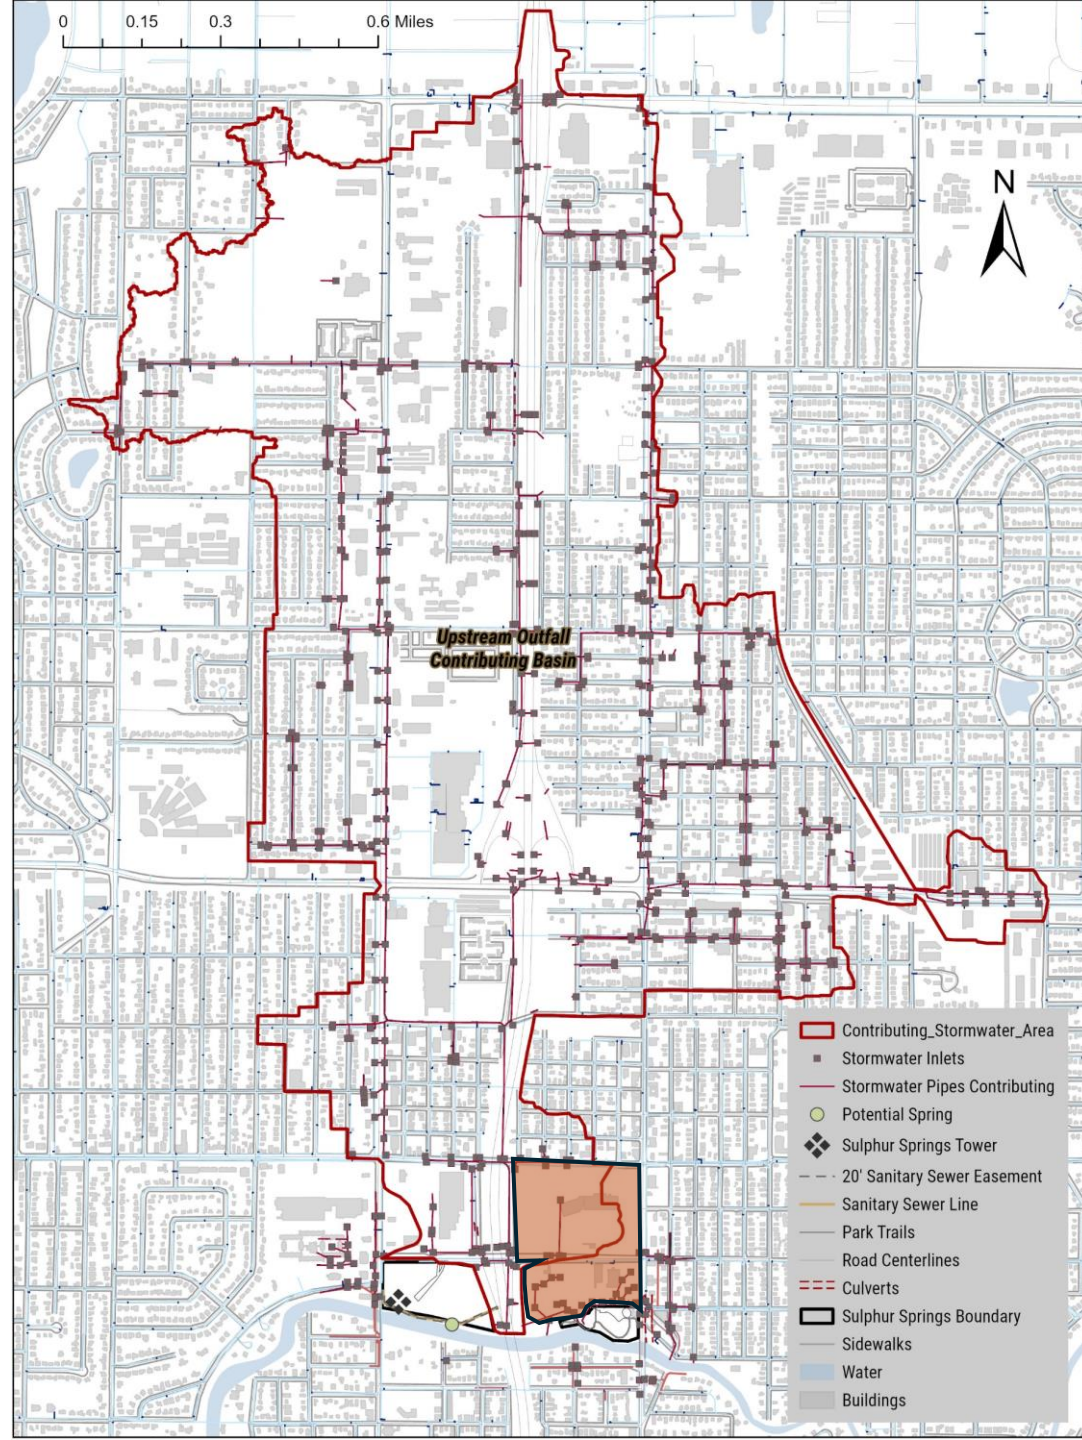 0 0.15 0.3 0.6 Miles
N
Upstream Outfall
Contributing Basin
Contributing_Stormwater_Area
Stormwater Inlets
Stormwater Pipes Contributing
Potential Spring
Sulphur Springs Tower
20' Sanitary Sewer Easement
Sanitary Sewer Line
Park Trails
Road Centerlines
Culverts
Sulphur Springs Boundary
Sidewalks
Water
Buildings